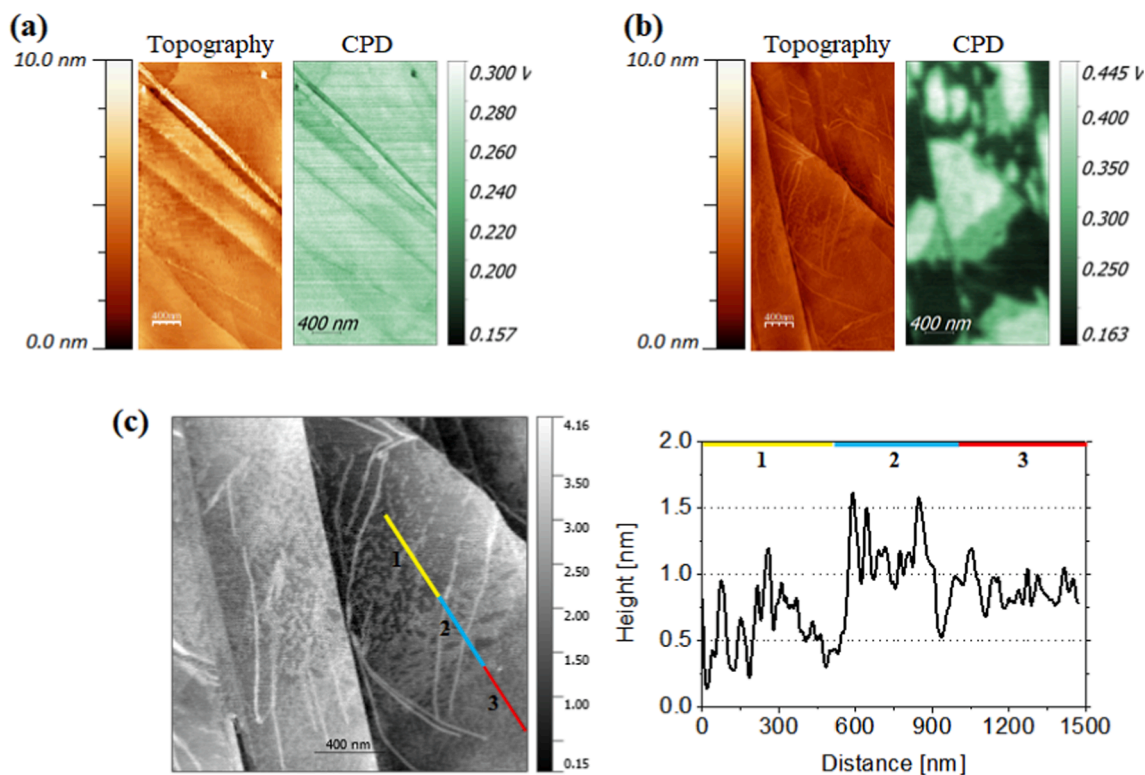 (a)
Topography
CPD
10.0 nm
0.0 nm
400nm
400 nm
0.300 V
0.280
0.260
0.240
0.220
0.200
0.157
(b)
Topography
CPD
10.0 nm
0.0 nm
400nm
400 nm
0.445 V
0.400
0.350
0.300
0.250
0.163
(c)
1
2
3
400 nm
4.16
3.50
3.00
2.50
2.00
1.50
1.00
0.15
2.0
1.5
1.0
0.5
0.0
Height [nm]
1
2
3
0
300
600
900
1200
1500
Distance [nm]